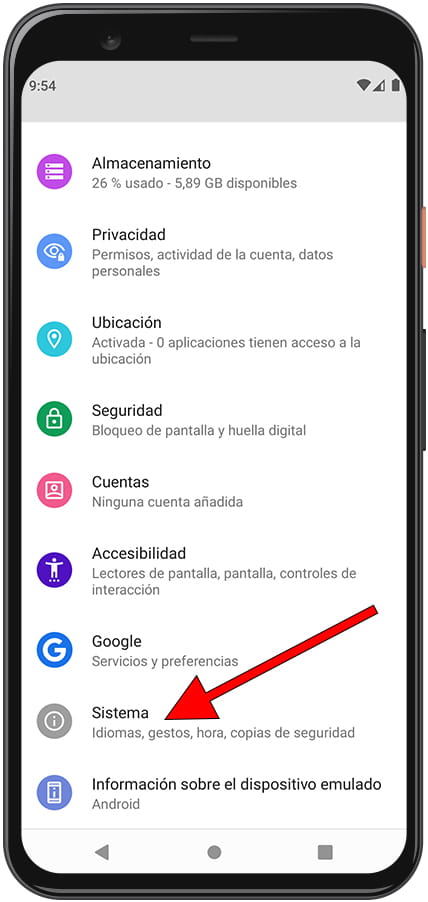 9:54
Almacenamiento
26 % usado - 5,89 GB disponibles
Privacidad
Permisos, actividad de la cuenta, datos
personales
Ubicación
Activada - 0 aplicaciones tienen acceso a la
ubicación
Seguridad
Bloqueo de pantalla y huella digital
Cuentas
Ninguna cuenta añadida
Accesibilidad
Lectores de pantalla, pantalla, controles de
interacción
Google
Servicios y preferencias
Sistema
Idiomas, gestos, hora, copias de seguridad
Información sobre el dispositivo emulado
Android